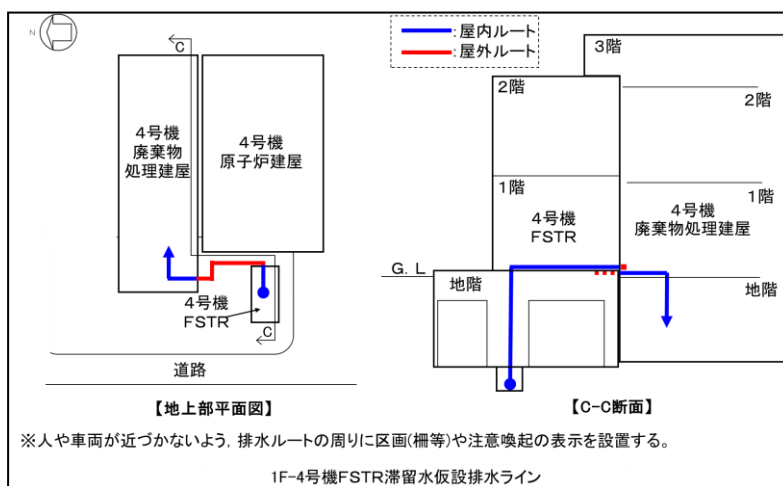 N
C
4号機
廃棄物
処理建屋
4号機
原子炉建屋
4号機
FSTR
C
道路
【地上部平面図】
:屋内ルート
:屋外ルート
3階
2階
2階
1階
1階
4号機
FSTR
4号機
廃棄物処理建屋
G.L
地階
地階
【C-C断面】
※人や車両が近づかないよう,排水ルートの周りに区画(柵等)や注意喚起の表示を設置する。
1F-4号機FSTR滞留水仮設排水ライン